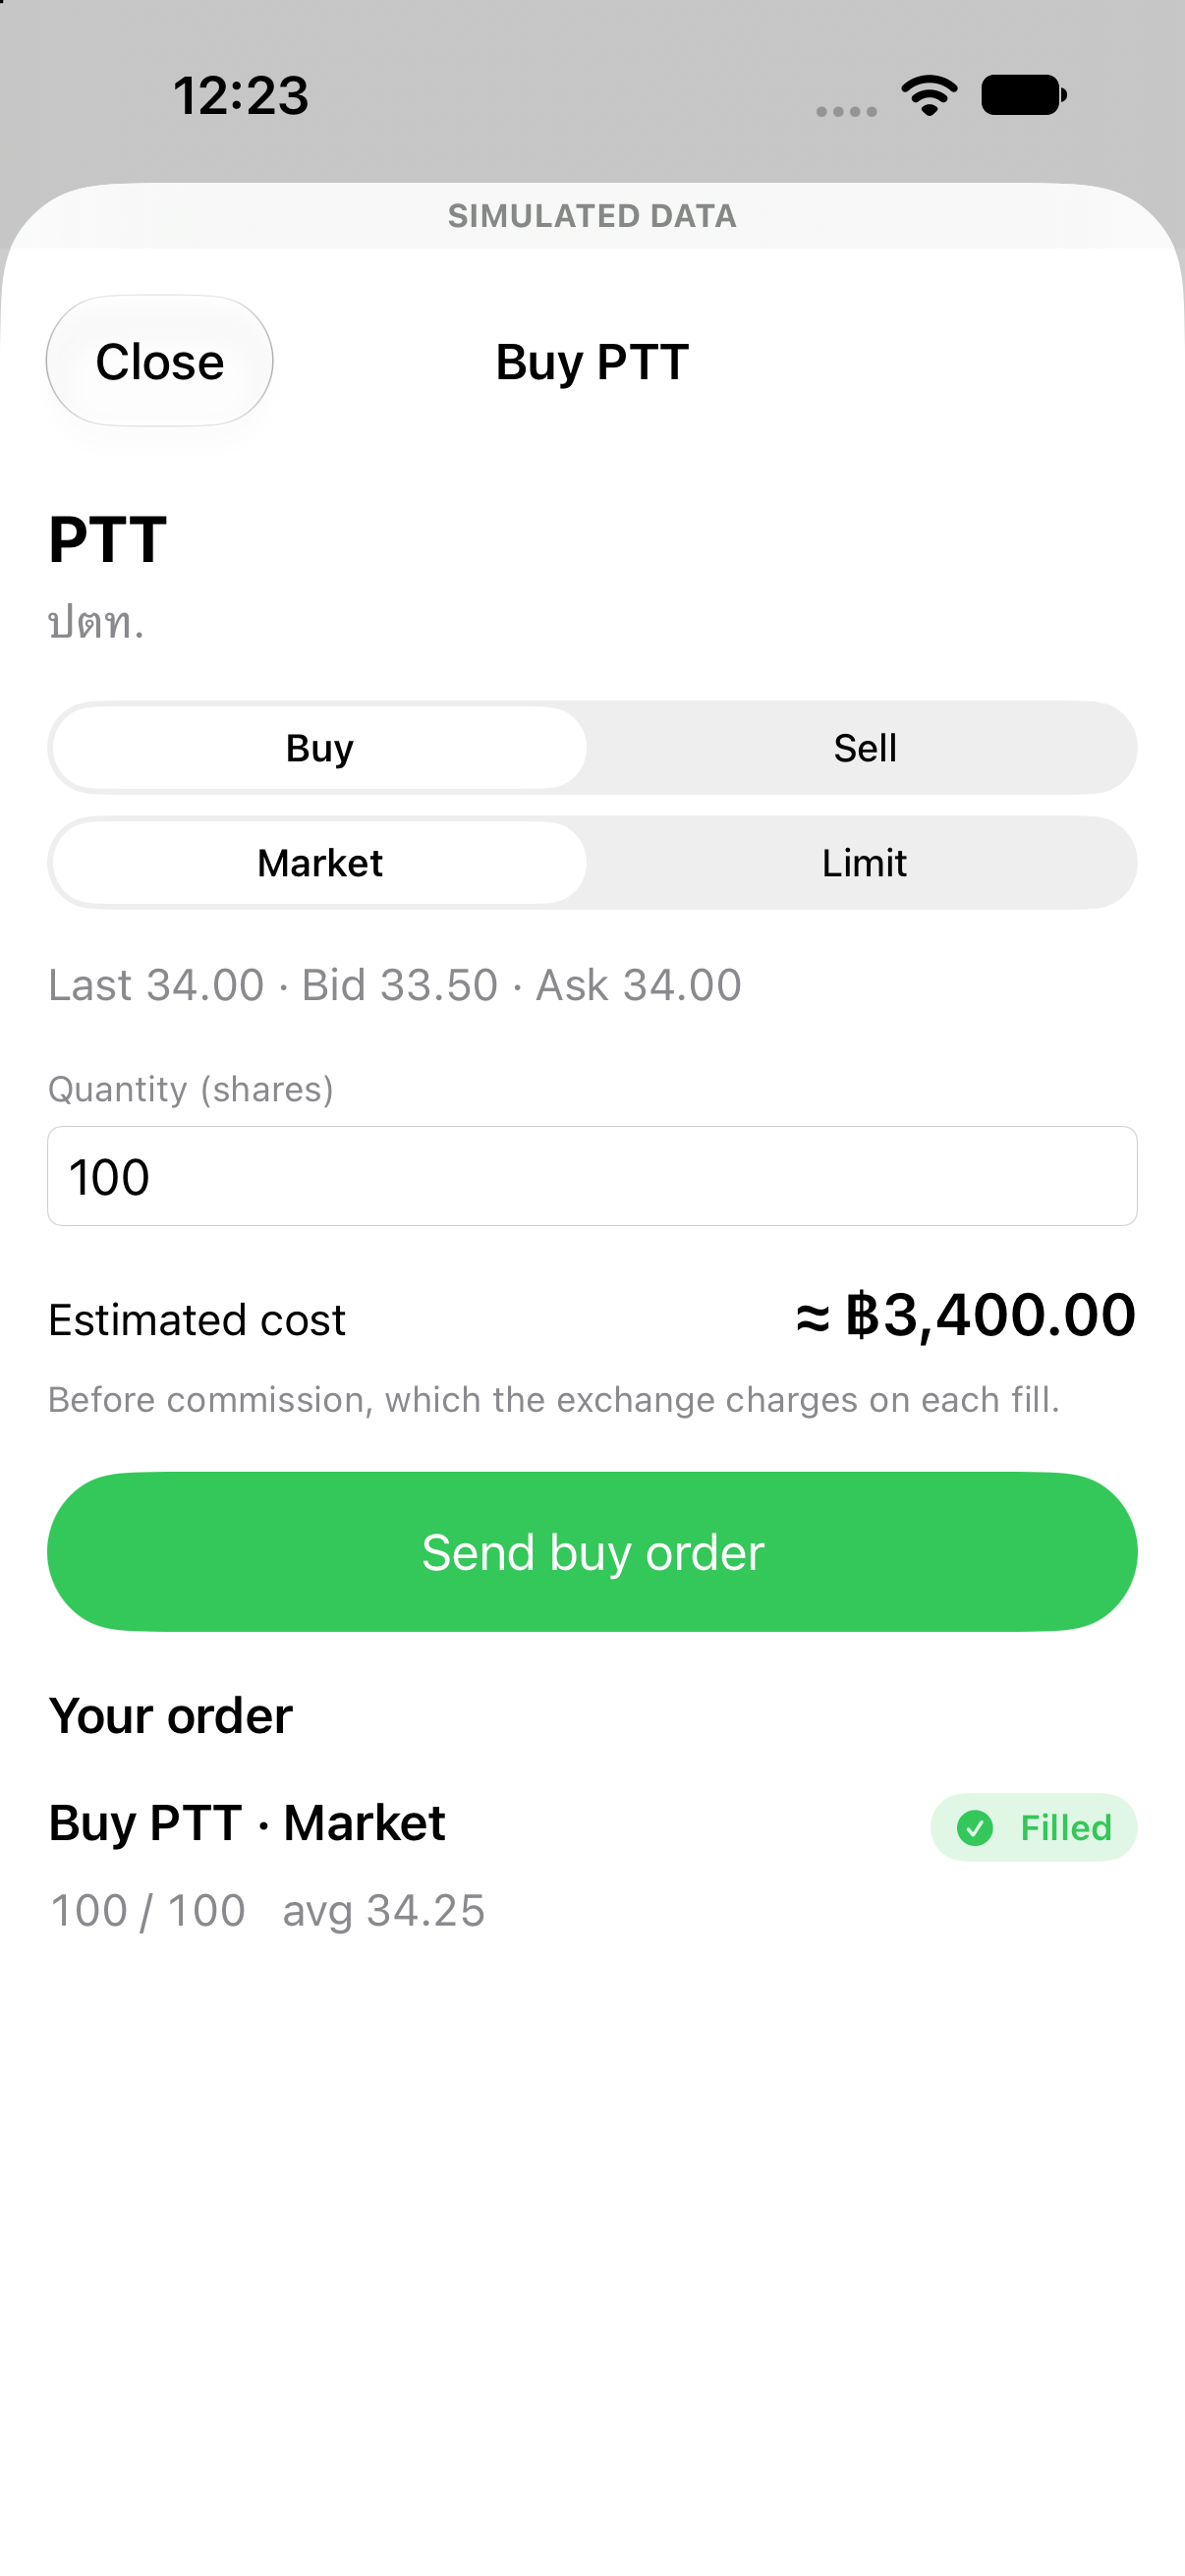 12:23
SIMULATED DATA
Close
Buy PTT
PTT
ปตท.
Buy
Sell
Market
Limit
Last 34.00 · Bid 33.50 · Ask 34.00
Quantity (shares)
100
Estimated cost
≈ ฿3,400.00
Before commission, which the exchange charges on each fill.
Send buy order
Your order
Buy PTT · Market
Filled
100 / 100 avg 34.25